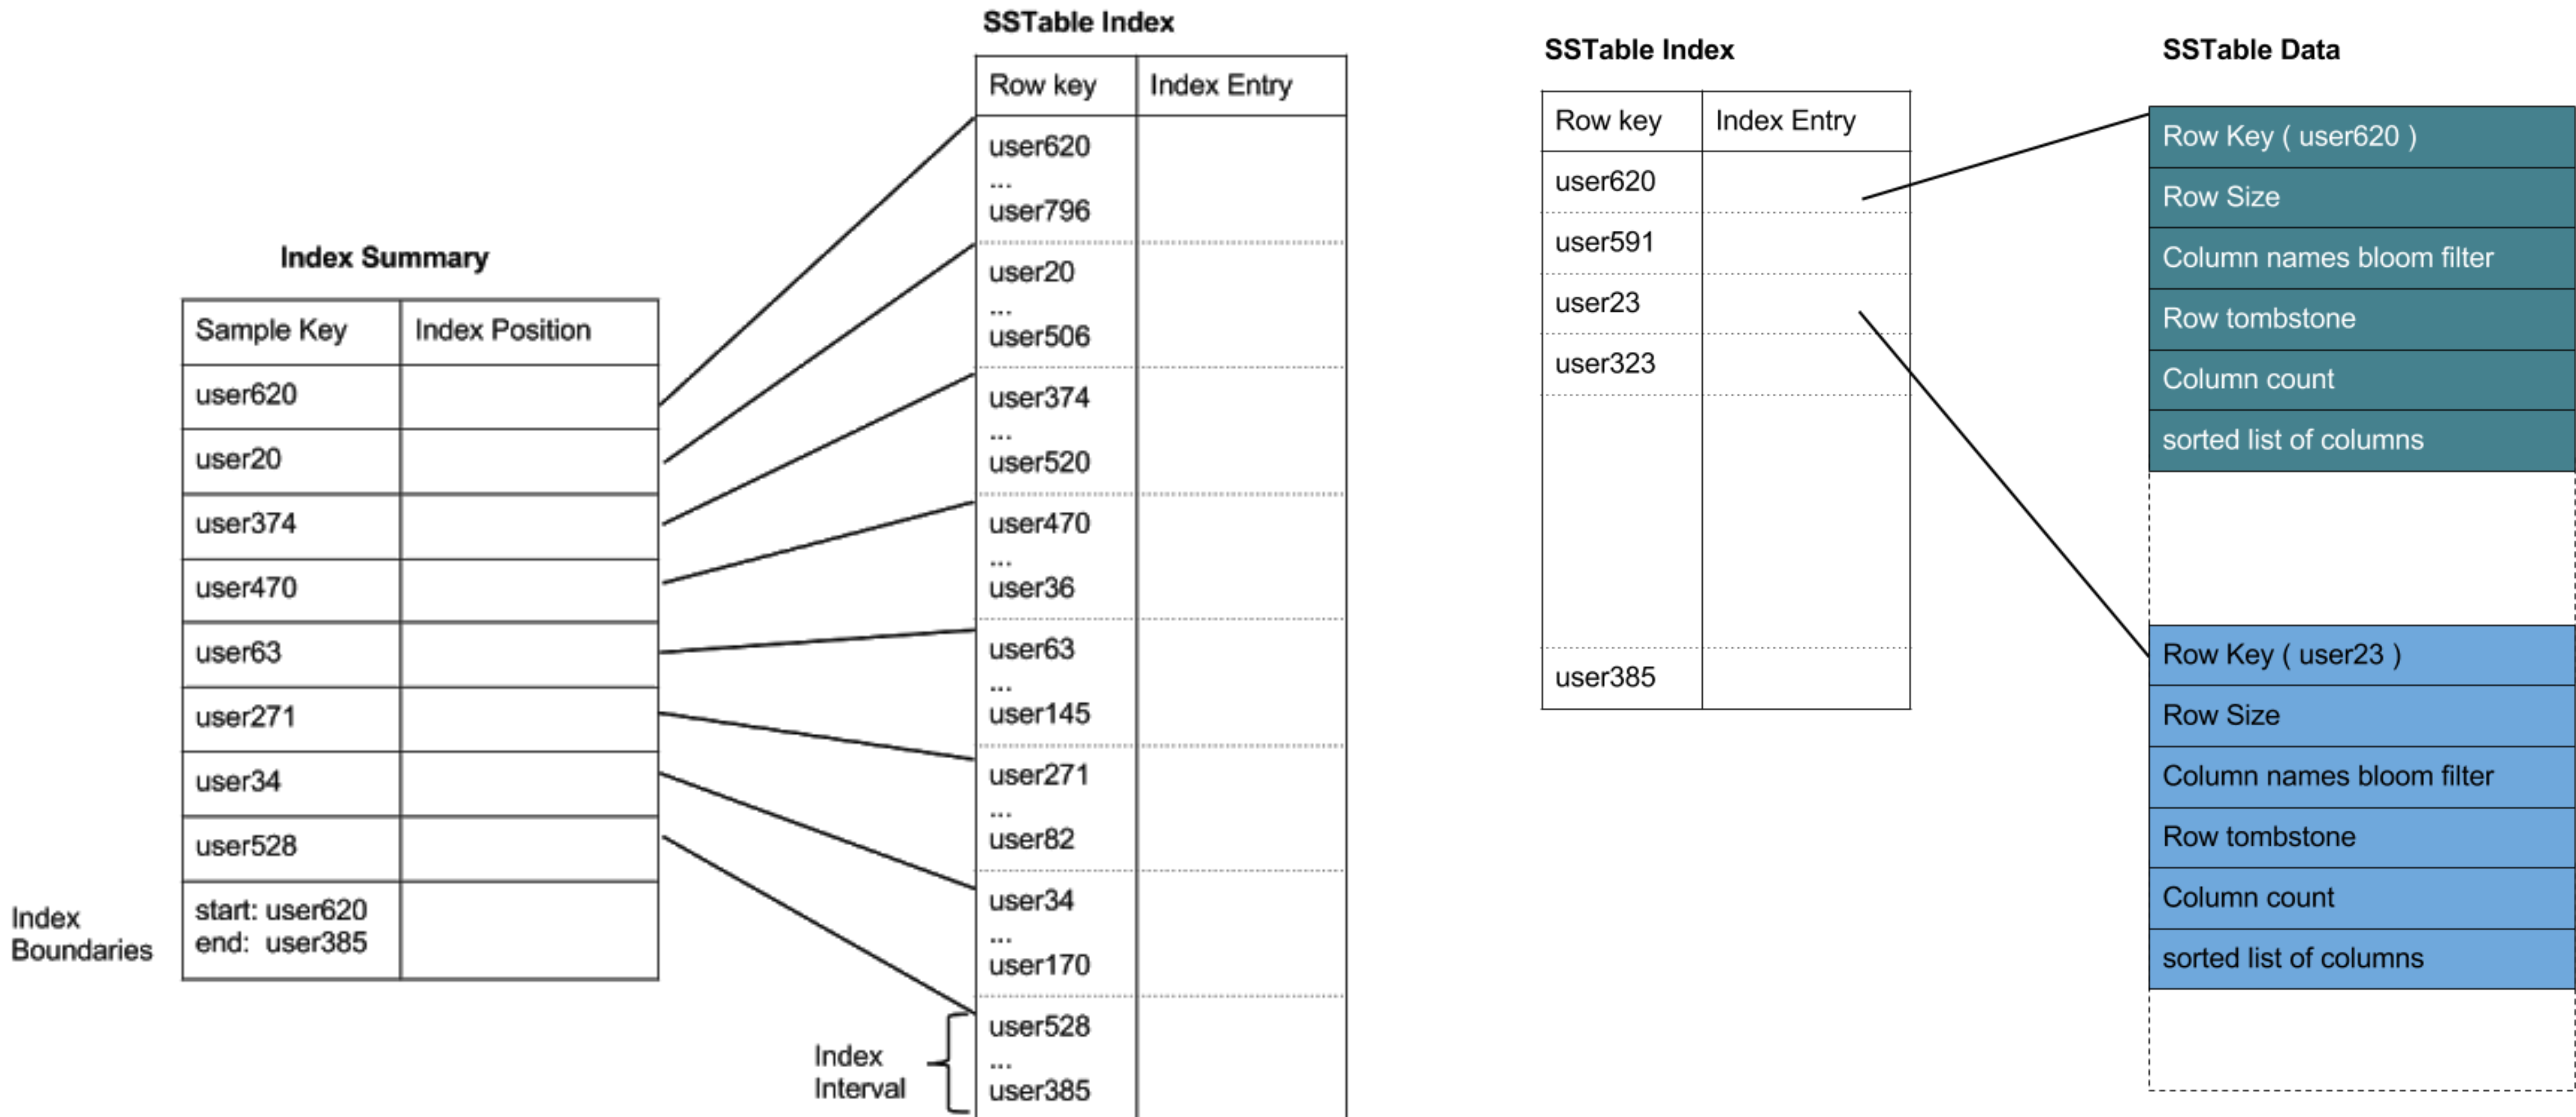 Index Summary
Sample Key Index Position
user620
user20
user374
user470
user63
user271
user34
user528
Index
Boundaries
start: user620
end: user385
SSTable Index
Row key Index Entry
user620
...
user796
user20
...
user506
user374
...
user520
user470
...
user36
user63
...
user145
user271
...
user82
user34
...
user170
user528
...
user385
Index
Interval
SSTable Index
Row key Index Entry
user620
user591
user23
user323
user385
SSTable Data
Row Key ( user620 )
Row Size
Column names bloom filter
Row tombstone
Column count
sorted list of columns
Row Key ( user23 )
Row Size
Column names bloom filter
Row tombstone
Column count
sorted list of columns